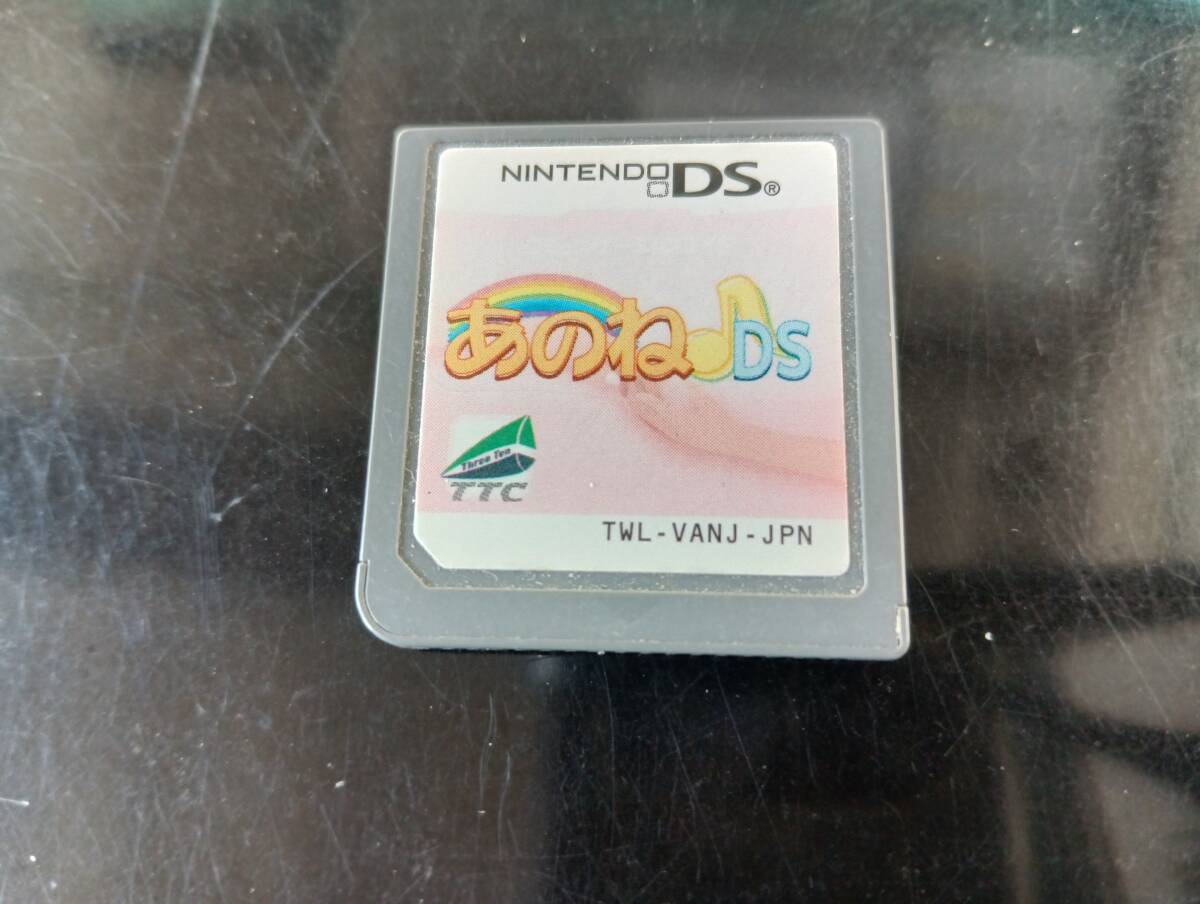 NINTENDO DS®
あのね♪DS
Three Ten
TTC
TWL-VANJ-JPN